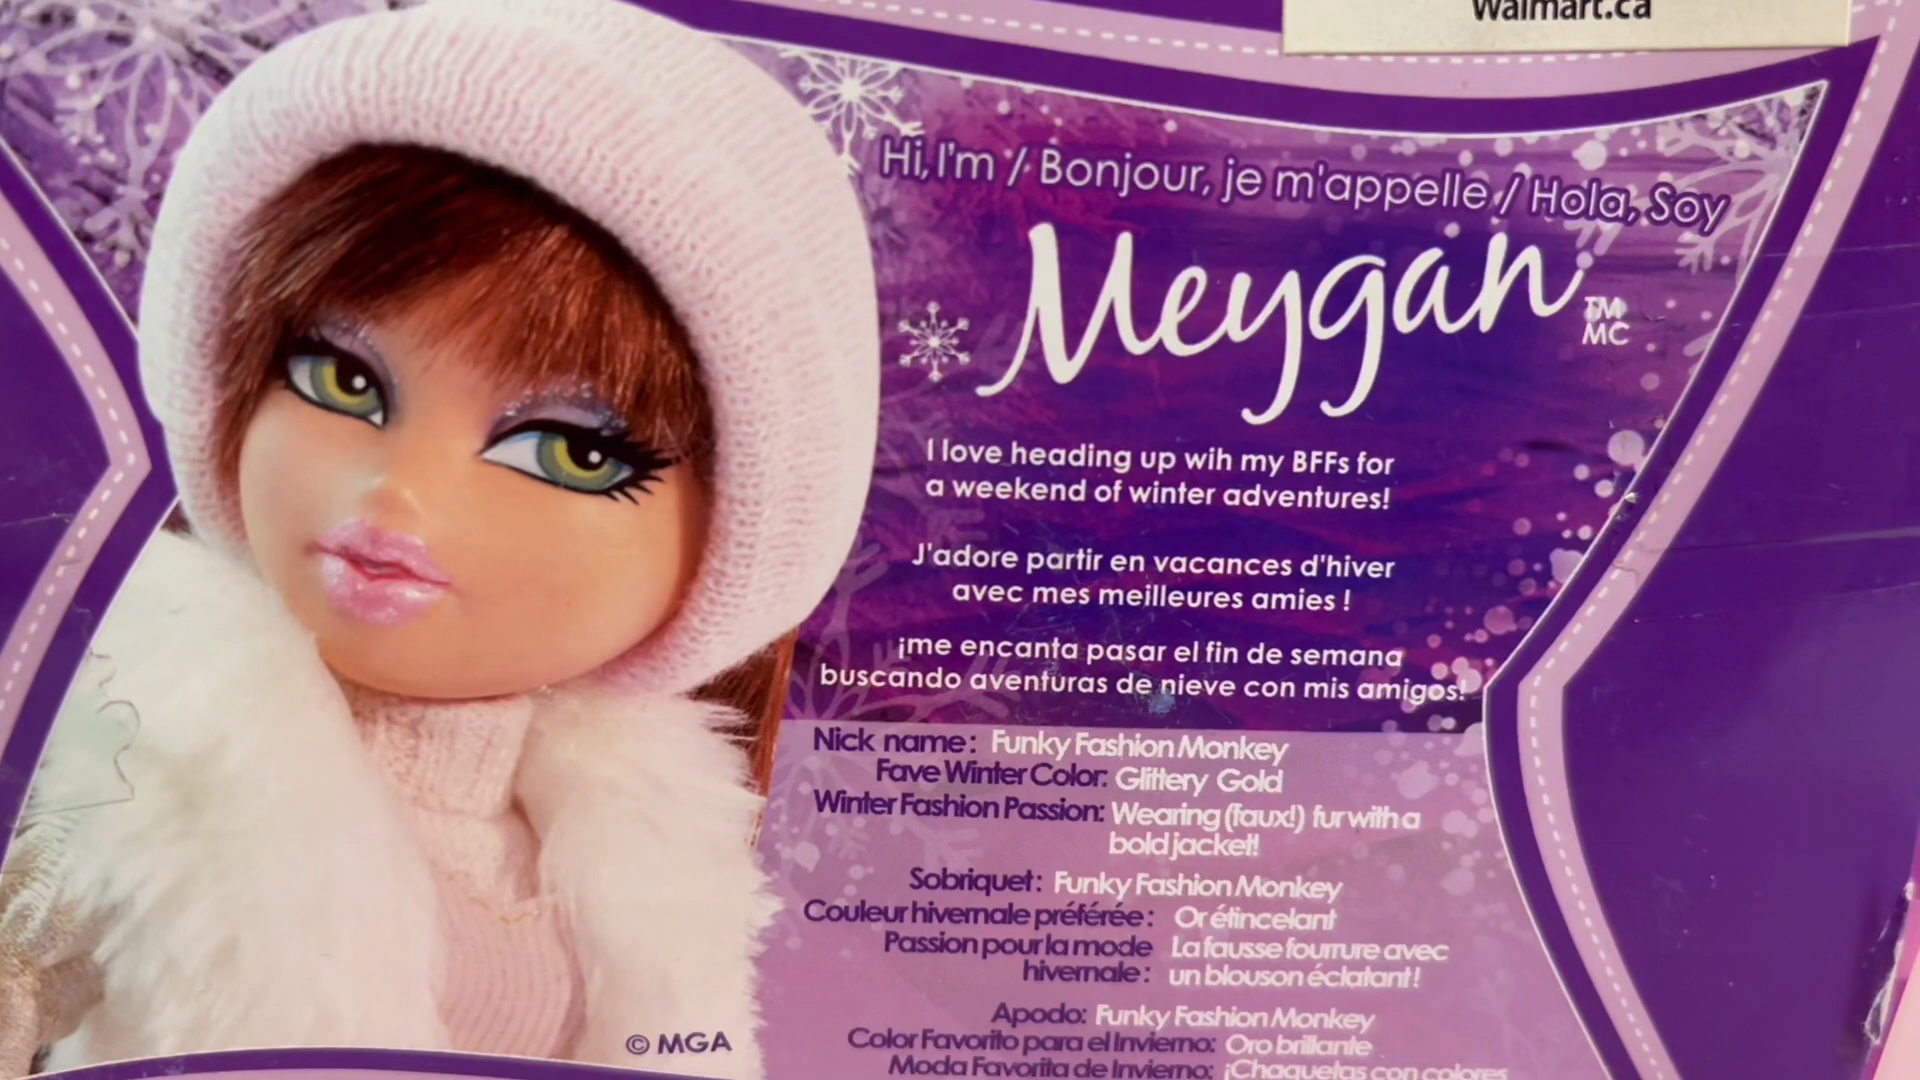 Walmart.ca
Hi, I'm / Bonjour, je m'appelle / Hola, Soy
Meygan
TM
MC
I love heading up wih my BFFs for
a weekend of winter adventures!
J'adore partir en vacances d'hiver
avec mes meilleures amies !
¡me encanta pasar el fin de semana
buscando aventuras de nieve con mis amigos!
Nick name: Funky Fashion Monkey
Fave Winter Color: Glittery Gold
Winter Fashion Passion: Wearing (faux!) fur with a
bold jacket!
Sobriquet: Funky Fashion Monkey
Couleur hivernale préférée: Or étincelant
Passion pour la mode La fausse fourrure avec
hivernale: un blouson éclatant!
Apodo: Funky Fashion Monkey
Color Favorito para el Invierno: Oro brillante
Moda Favorita de Invierno: ¡Chaquetas con colores
© MGA